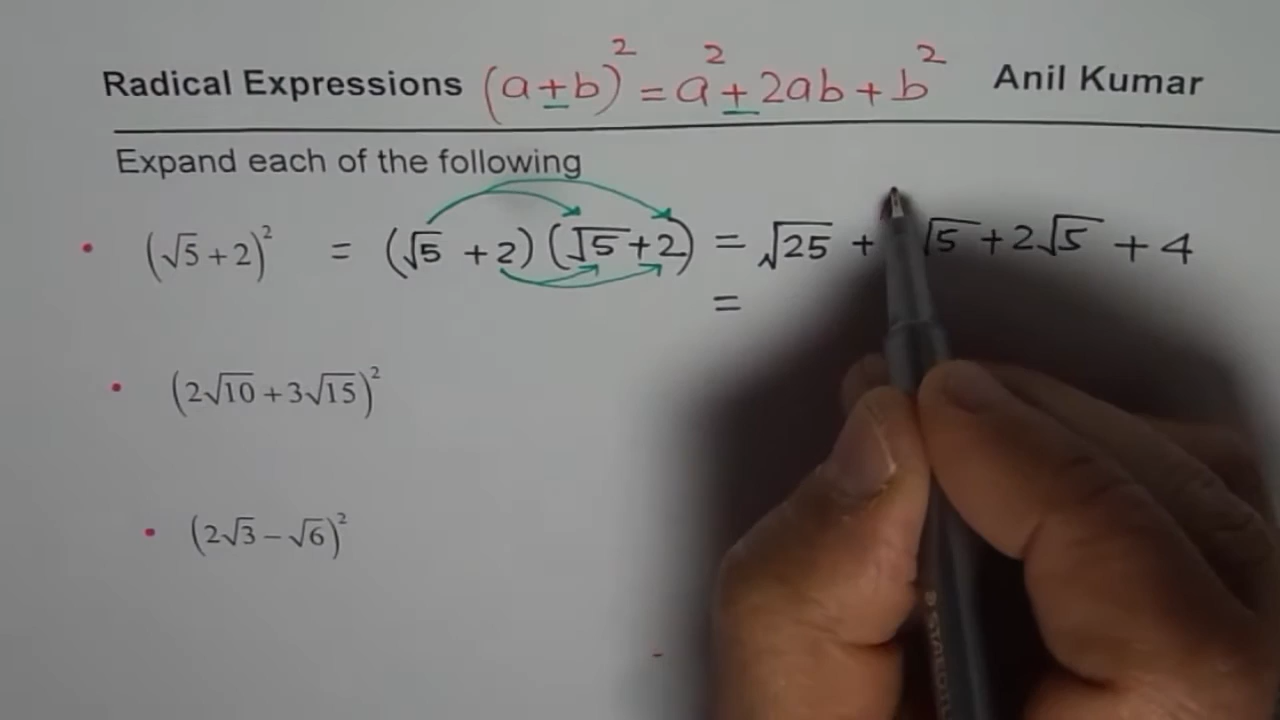 Radical Expressions (a±b)² = a²±2ab+b² Anil Kumar
Expand each of the following
• (√5+2)² = (√5+2)(√5+2) = √25 + √5+2√5+4
=
• (2√10+3√15)²
• (2√3−√6)²